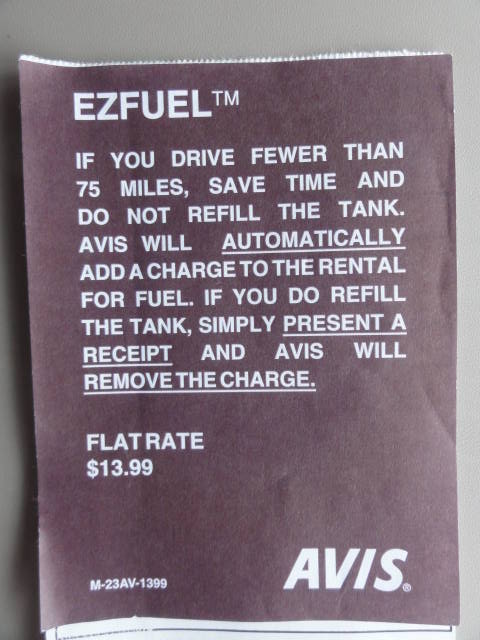 EZFUEL™
IF YOU DRIVE FEWER THAN
75 MILES, SAVE TIME AND
DO NOT REFILL THE TANK.
AVIS WILL AUTOMATICALLY
ADD A CHARGE TO THE RENTAL
FOR FUEL. IF YOU DO REFILL
THE TANK, SIMPLY PRESENT A
RECEIPT AND AVIS WILL
REMOVE THE CHARGE.
FLAT RATE
$13.99
M-23AV-1399
AVIS®